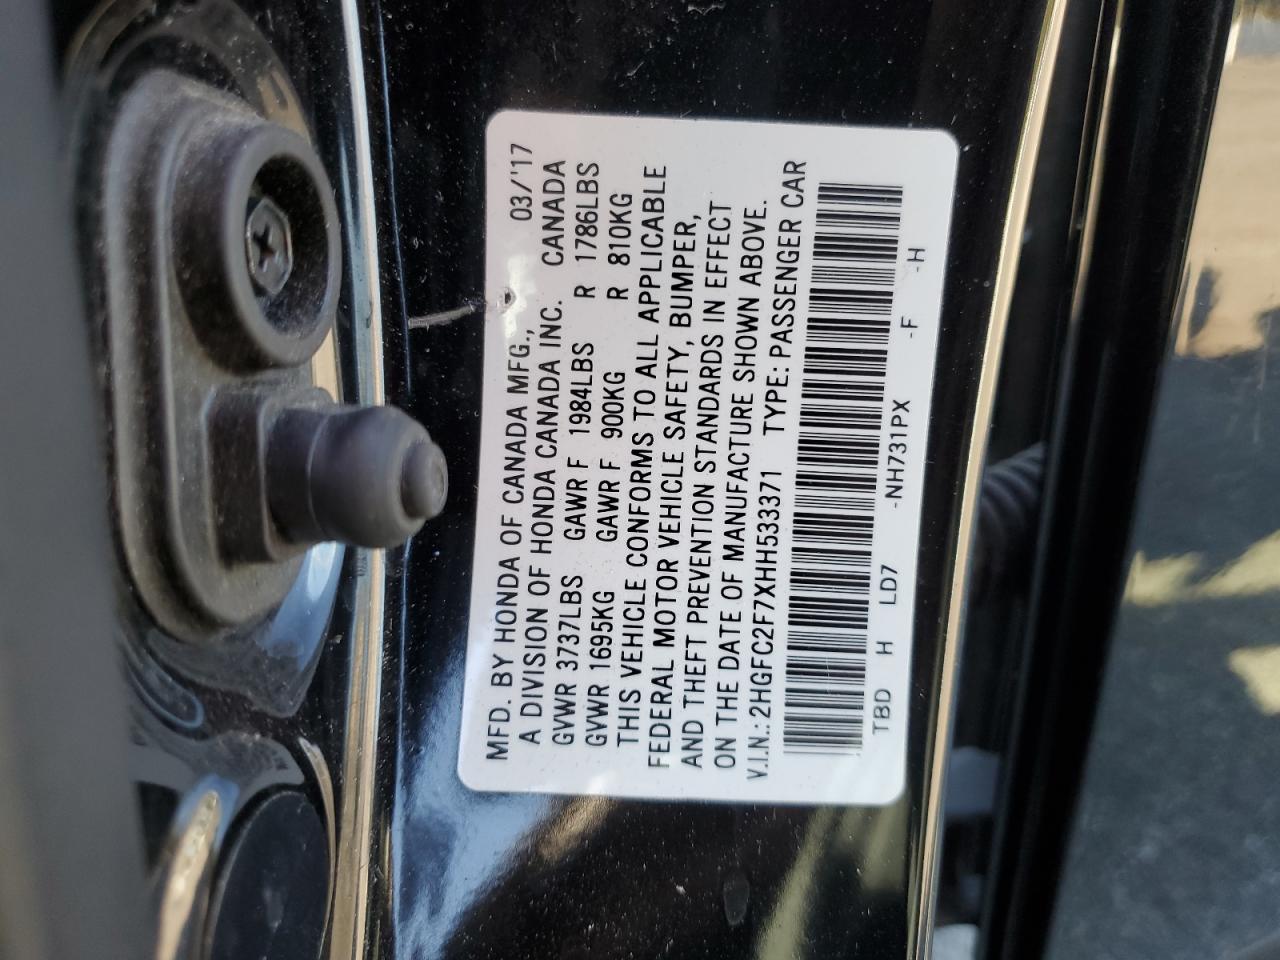 MFD. BY HONDA OF CANADA MFG., 03/'17
A DIVISION OF HONDA CANADA INC. CANADA
GVWR 3737LBS GAWR F 1984LBS R 1786LBS
GVWR 1695KG GAWR F 900KG R 810KG
THIS VEHICLE CONFORMS TO ALL APPLICABLE
FEDERAL MOTOR VEHICLE SAFETY, BUMPER,
AND THEFT PREVENTION STANDARDS IN EFFECT
ON THE DATE OF MANUFACTURE SHOWN ABOVE.
V.I.N.: 2HGFC2F7XHH533371 TYPE: PASSENGER CAR
TBD H LD7 -NH731PX -F -H